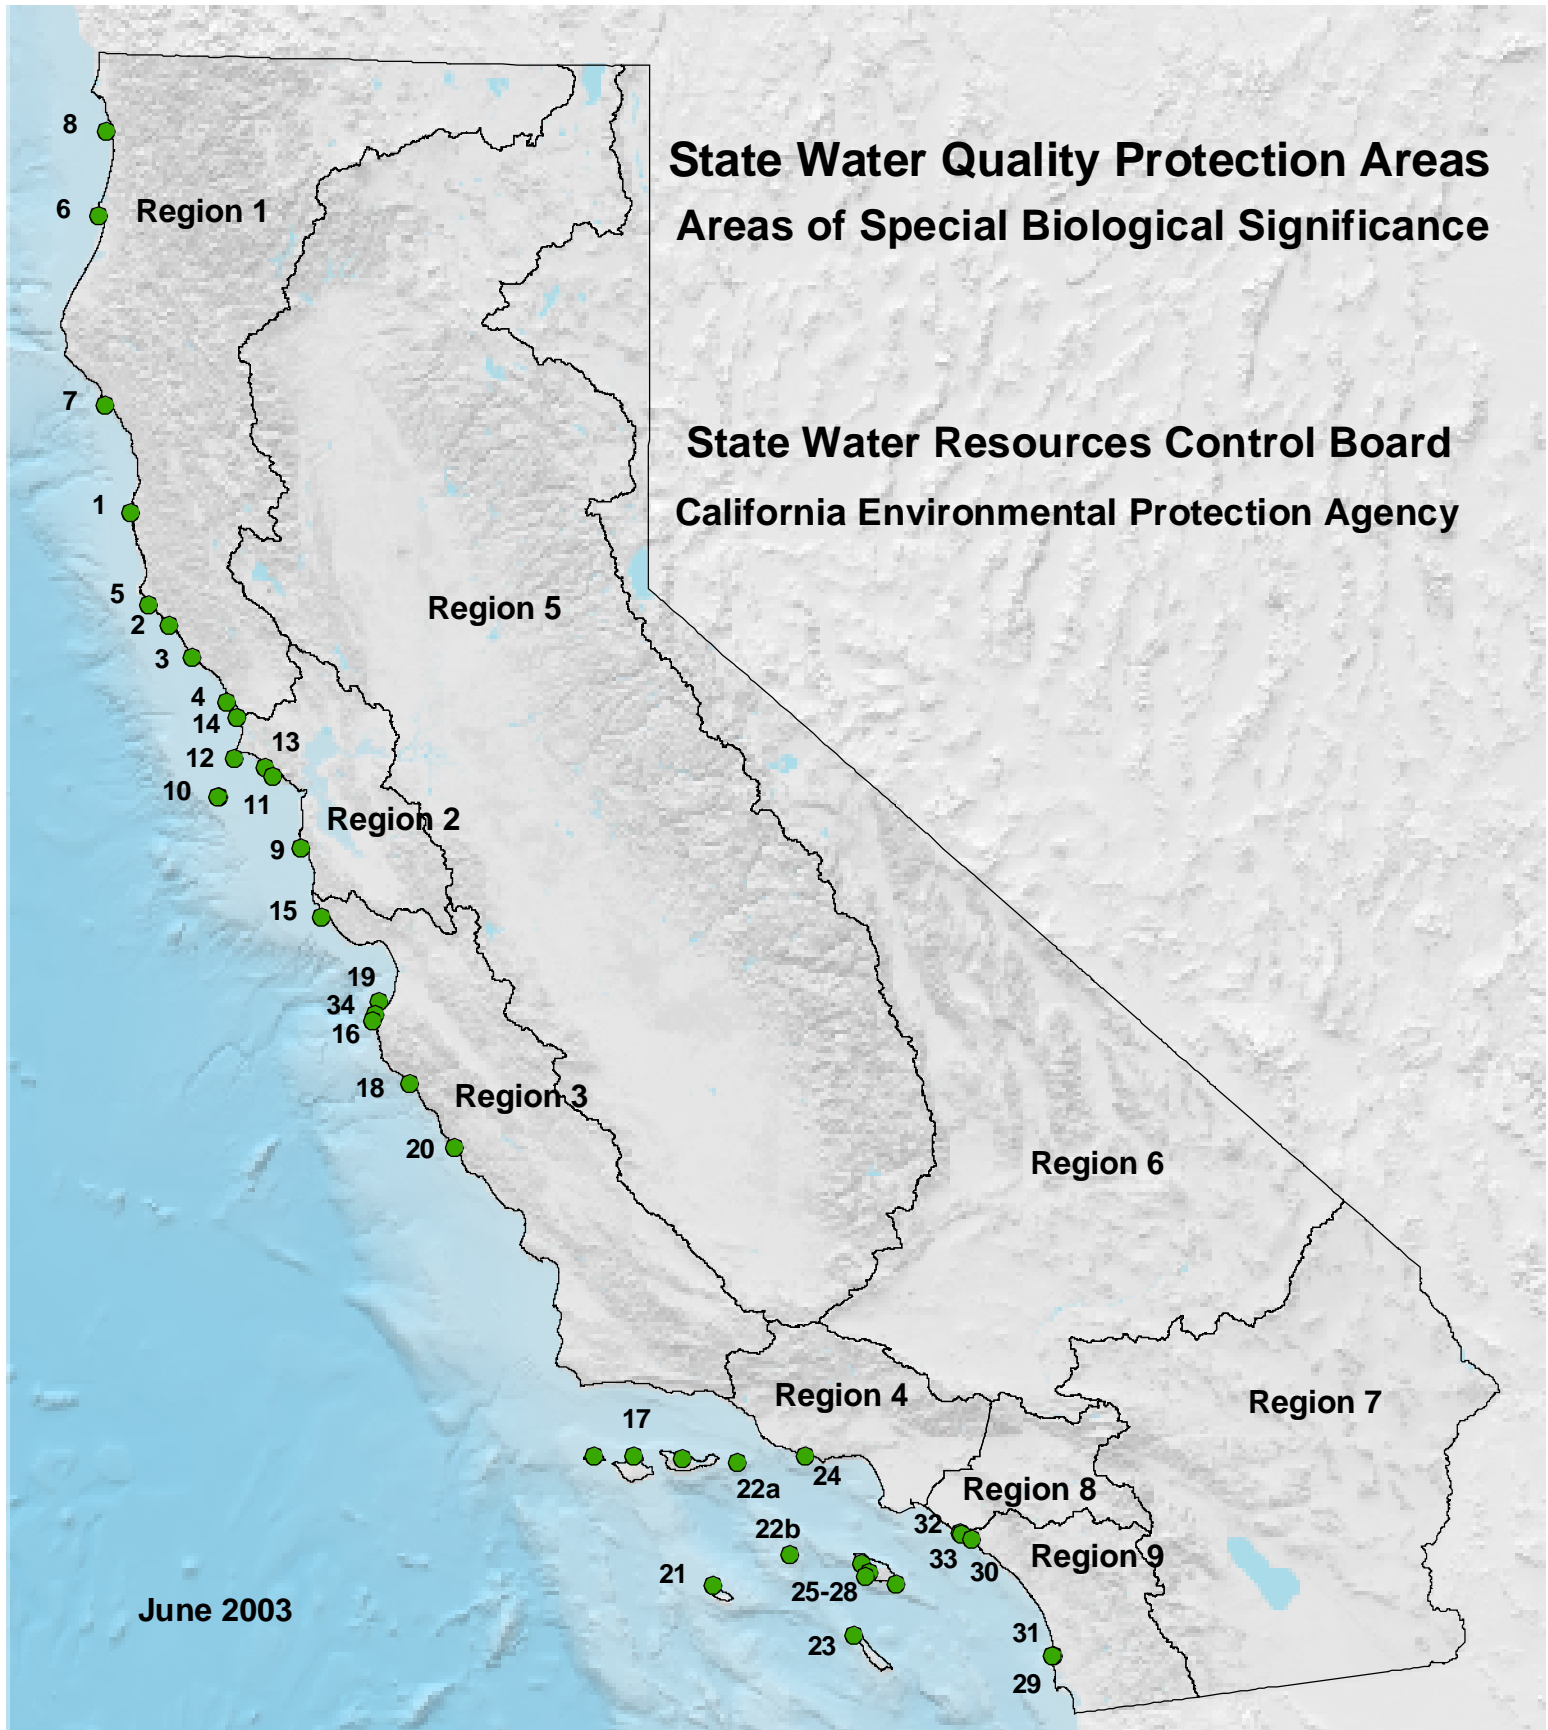 State Water Quality Protection Areas
Areas of Special Biological Significance
State Water Resources Control Board
California Environmental Protection Agency
8
6
Region 1
7
1
5
2
Region 5
3
4
14
13
12
10
11
Region 2
9
15
19
34
16
18
Region 3
20
Region 6
Region 4
Region 7
17
24
22a
Region 8
32
22b
33
30
Region 9
21
25-28
23
31
29
June 2003